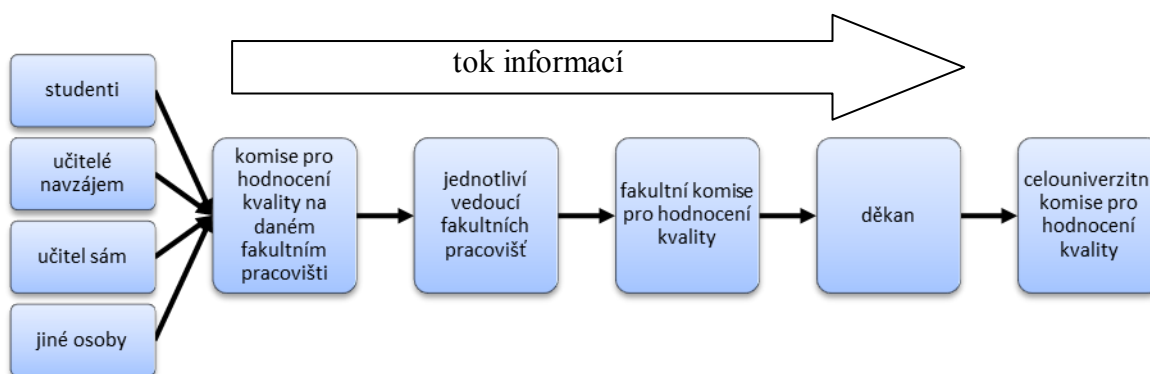 tok informací
studenti
učitelé
navzájem
učitel sám
jiné osoby
komise pro
hodnocení
kvality na
daném
fakultním
pracovišti
jednotliví
vedoucí
fakultních
pracovišť
fakultní komise
pro hodnocení
kvality
děkan
celouniverzitn
komise pro
hodnocení
kvality